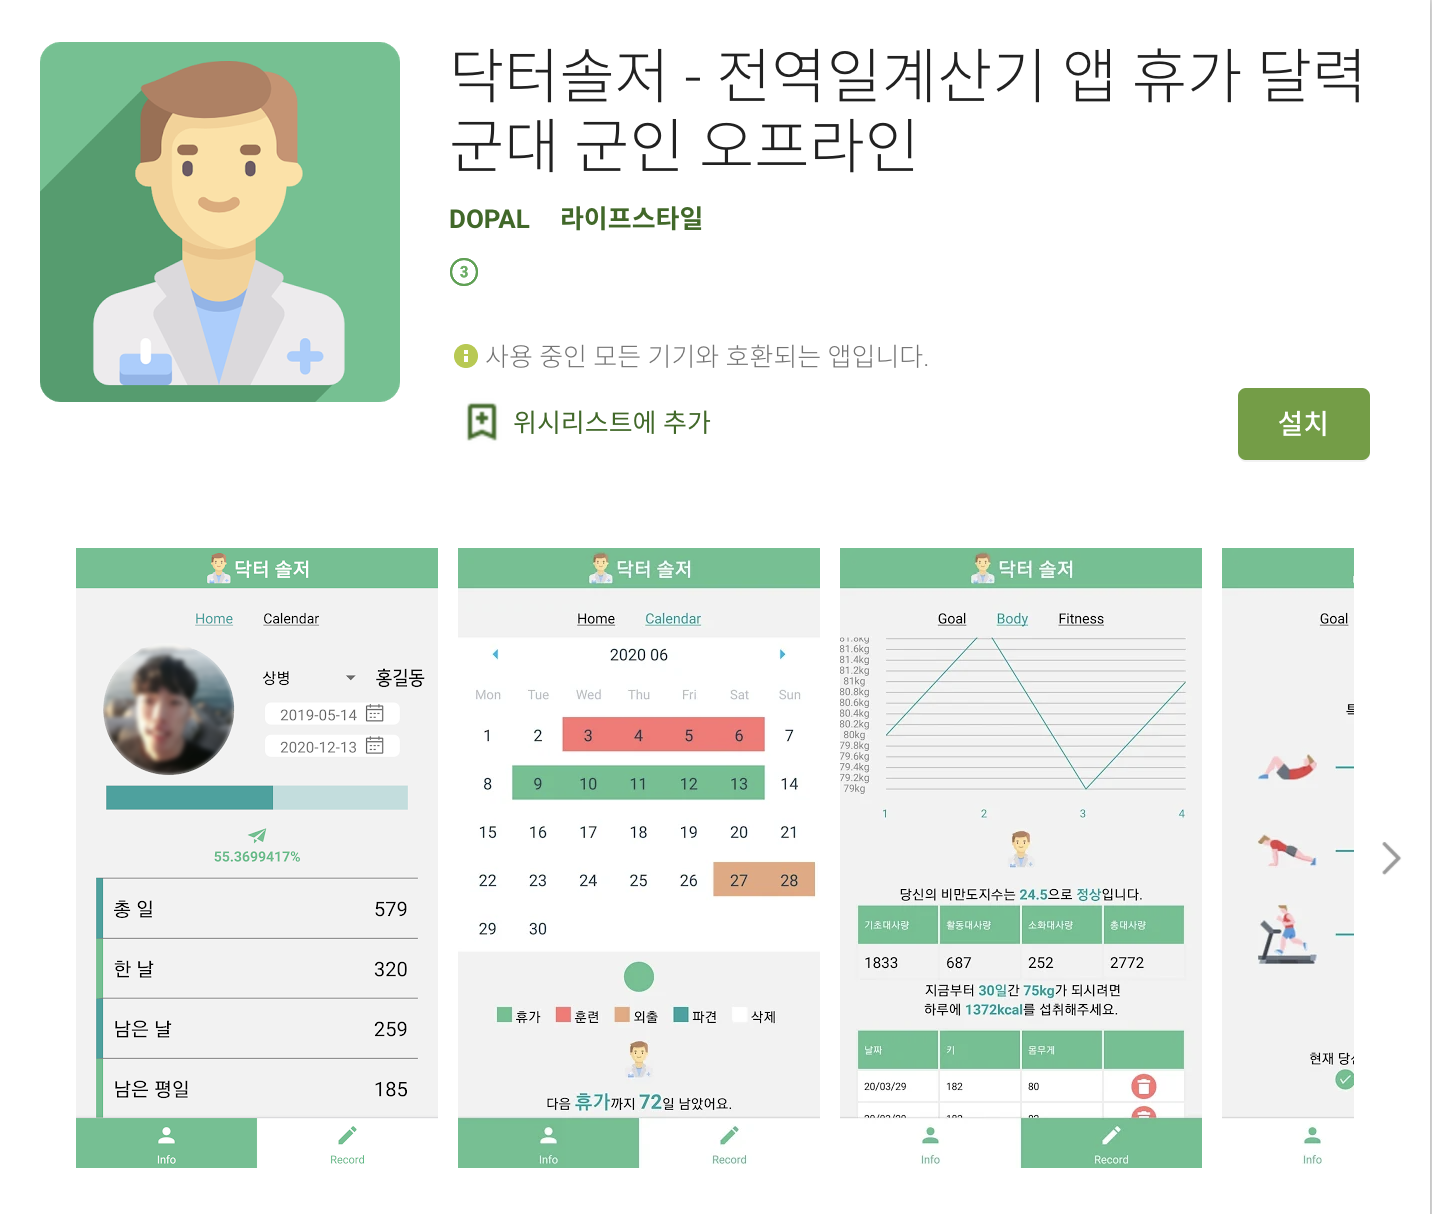 닥터솔저 - 전역일계산기 앱 휴가 달력
군대 군인 오프라인
DOPAL 라이프스타일
3
사용 중인 모든 기기와 호환되는 앱입니다.
위시리스트에 추가
설치
닥터 솔저
Home Calendar
상병 홍길동
2019-05-14
2020-12-13
55.3699417%
총 일 579
한 날 320
남은 날 259
남은 평일 185
Info Record
닥터 솔저
Home Calendar
2020 06
Mon Tue Wed Thu Fri Sat Sun
1 2 3 4 5 6 7
8 9 10 11 12 13 14
15 16 17 18 19 20 21
22 23 24 25 26 27 28
29 30
휴가 훈련 외출 파견 삭제
다음 휴가까지 72일 남았어요.
Info Record
닥터 솔저
Goal Body Fitness
81.8kg
81.6kg
81.4kg
81.2kg
81kg
80.8kg
80.6kg
80.4kg
80.2kg
80kg
79.8kg
79.6kg
79.4kg
79.2kg
79kg
1 2 3 4
당신의 비만도지수는 24.5으로 정상입니다.
기초대사량 활동대사량 소화대사량 총대사량
1833 687 252 2772
지금부터 30일간 75kg가 되시려면
하루에 1372kcal를 섭취해주세요.
날짜 키 몸무게
20/03/29 182 80
Info Record
Goal
현재 당신
Info